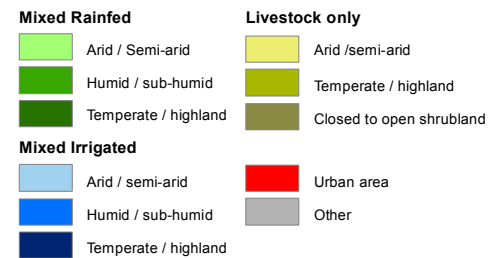 Mixed Rainfed
Arid / Semi-arid
Humid / sub-humid
Temperate / highland
Mixed Irrigated
Arid / semi-arid
Humid / sub-humid
Temperate / highland
Livestock only
Arid /semi-arid
Temperate / highland
Closed to open shrubland
Urban area
Other